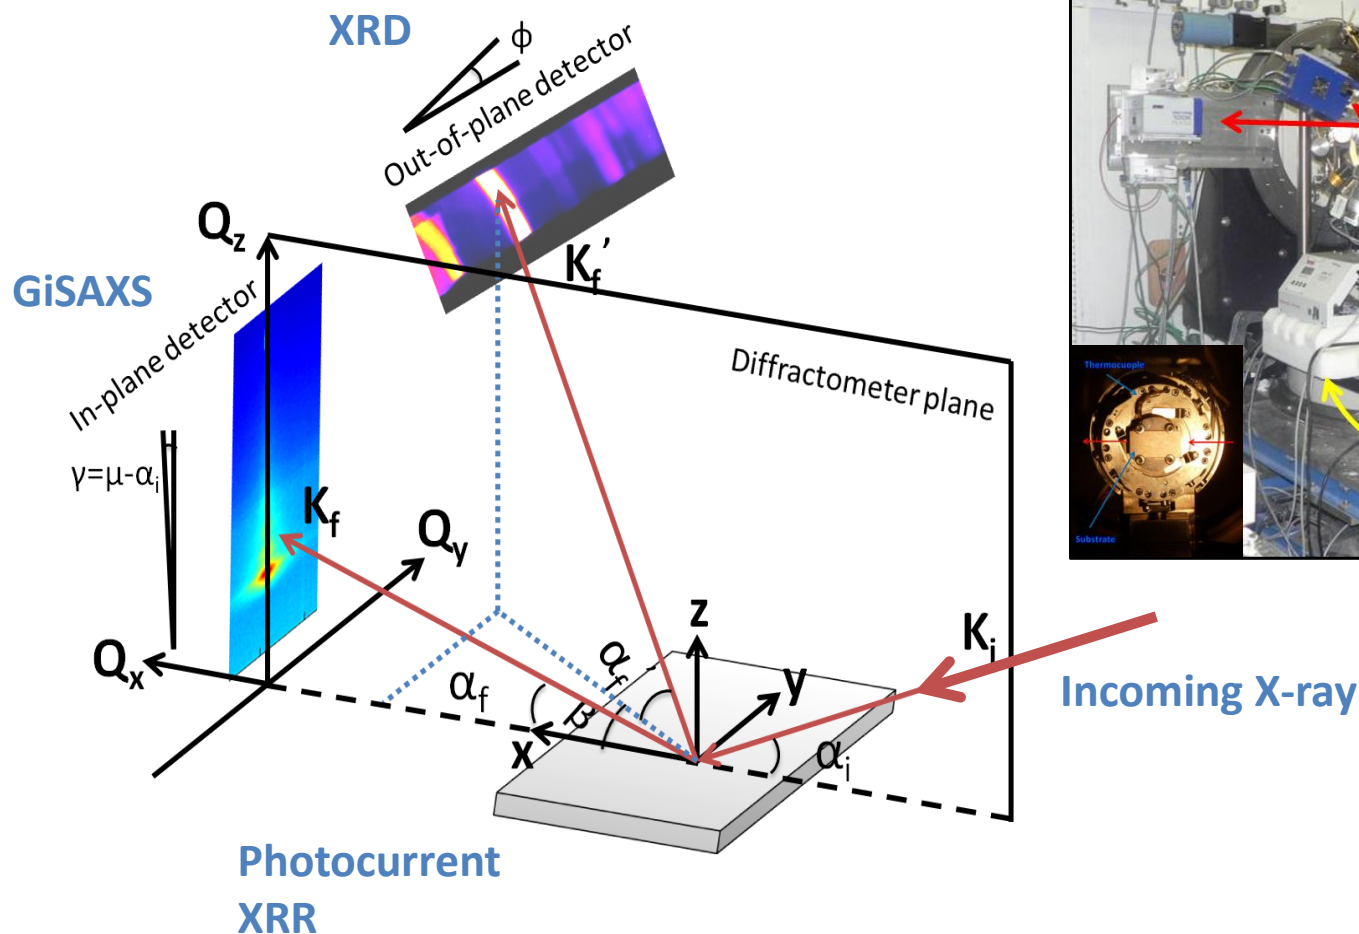 XRD
ϕ
Out-of-plane detector
Qz
Kf’
GiSAXS
In-plane detector
Diffractometer plane
γ=μ-αi
Kf
Qy
Qx
αf
αf’
β
z
y
x
Ki
αi
Incoming X-ray
Photocurrent
XRR
Thermocuople
Substrate